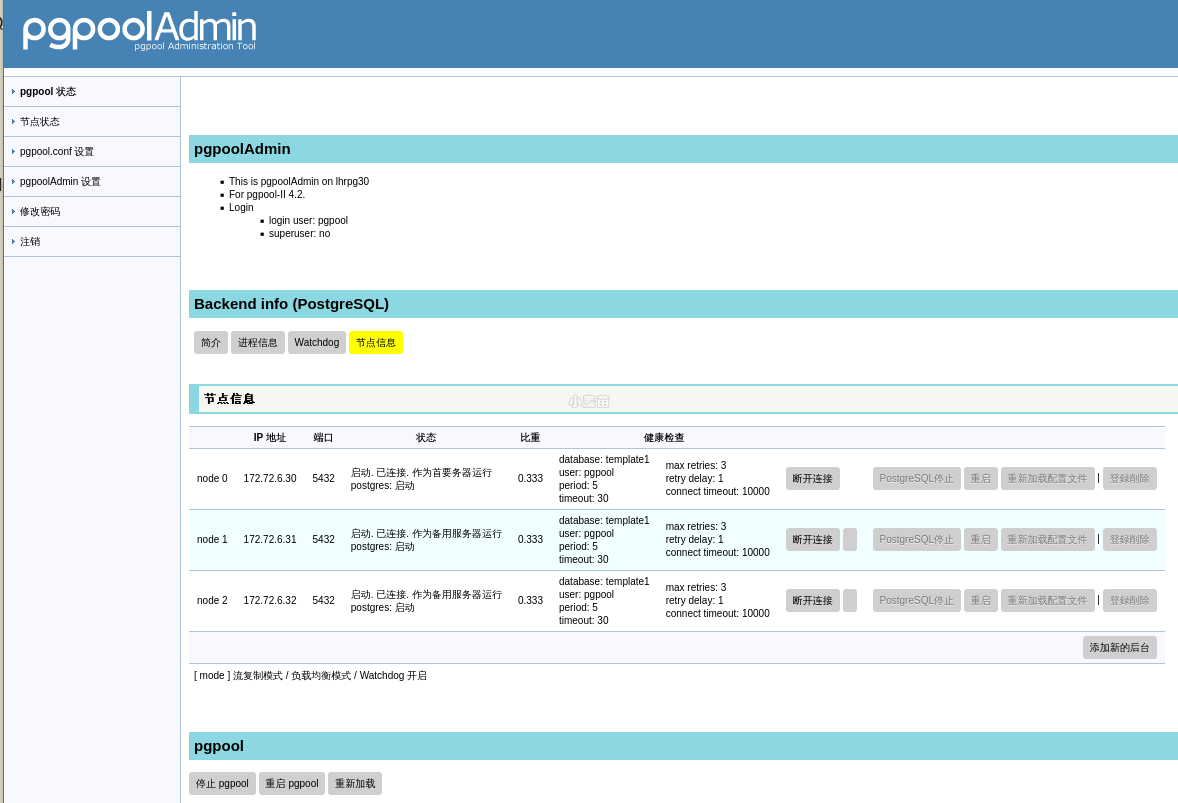 pgpoolAdmin
pgpool Administration Tool
pgpool 状态
节点状态
pgpool.conf 设置
pgpoolAdmin 设置
修改密码
注销
pgpoolAdmin
This is pgpoolAdmin on lhrpg30
For pgpool-II 4.2.
Login
login user: pgpool
superuser: no
Backend info (PostgreSQL)
简介 进程信息 Watchdog 节点信息
节点信息
小麦苗
IP 地址 端口 状态 比重 健康检查
node 0 172.72.6.30 5432 启动. 已连接. 作为首要务器运行 postgres: 启动 0.333 database: template1 user: pgpool period: 5 timeout: 30 max retries: 3 retry delay: 1 connect timeout: 10000 断开连接 PostgreSQL停止 重启 重新加载配置文件 | 登録削除
node 1 172.72.6.31 5432 启动. 已连接. 作为备用服务器运行 postgres: 启动 0.333 database: template1 user: pgpool period: 5 timeout: 30 max retries: 3 retry delay: 1 connect timeout: 10000 断开连接 PostgreSQL停止 重启 重新加载配置文件 | 登録削除
node 2 172.72.6.32 5432 启动. 已连接. 作为备用服务器运行 postgres: 启动 0.333 database: template1 user: pgpool period: 5 timeout: 30 max retries: 3 retry delay: 1 connect timeout: 10000 断开连接 PostgreSQL停止 重启 重新加载配置文件 | 登録削除
添加新的后台
[ mode ] 流复制模式 / 负载均衡模式 / Watchdog 开启
pgpool
停止 pgpool 重启 pgpool 重新加载